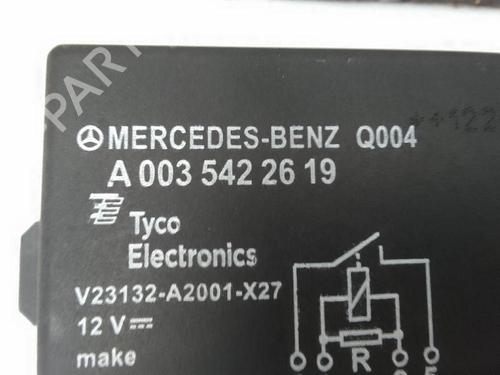 MERCEDES-BENZ Q004
A 003 542 26 19
Tyco
Electronics
V23132-A2001-X27
12 V
make
R